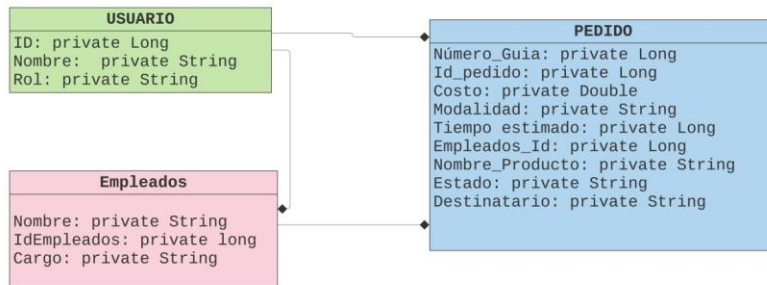 USUARIO
ID: private Long
Nombre:  private String
Rol: private String
PEDIDO
Número_Guia: private Long
Id_pedido: private Long
Costo: private Double
Modalidad: private String
Tiempo estimado: private Long
Empleados_Id: private Long
Nombre_Producto: private String
Estado: private String
Destinatario: private String
Empleados
Nombre: private String
IdEmpleados: private long
Cargo: private String